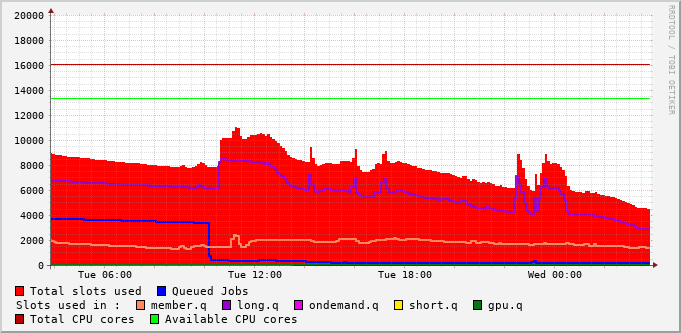 20000
18000
16000
14000
12000
10000
8000
6000
4000
2000
0
Tue 06:00 Tue 12:00 Tue 18:00 Wed 00:00
RRDTOOL / TOBI OETIKER
Total slots used Queued Jobs
Slots used in : member.q long.q ondemand.q short.q gpu.q
Total CPU cores Available CPU cores